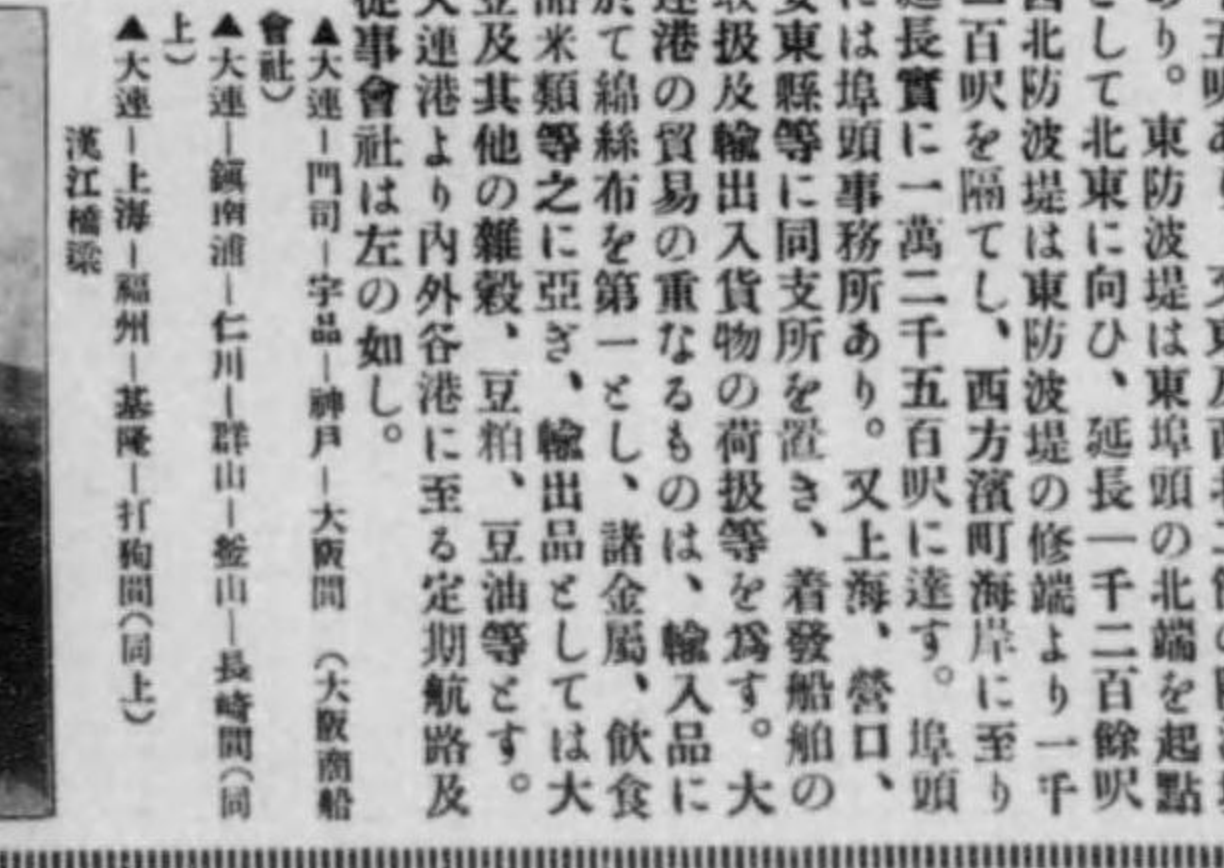 五呎あり
あり。東防波堤は東埠頭の北端を起點
として北東に向ひ、延長一千二百餘呎
西北防波堤は東防波堤の修端より一千
二百呎を隔てし、西方濱町海岸に至り
延長實に一萬二千五百呎に達す。埠頭
には埠頭事務所あり。又上海、營口、
安東縣等に同支所を置き、着發船舶の
取扱及輸出入貨物の荷扱等を爲す。大
連港の貿易の重なるものは、輸入品に
於て綿絲布を第一とし、諸金屬、飮食
品米類等之に亞ぎ、輸出品としては大
豆及其他の雜穀、豆粕、豆油等とす。
大連港より內外谷港に至る定期航路及
從事會社は左の如し。
▲大連—門司—宇品—神戶—大阪間（大阪商船
會社）
▲大連—鎭南浦—仁川—群山—釜山—長崎間（同
上）
▲大連—上海—福州—基隆—打狗間（同上）
漢江橋梁